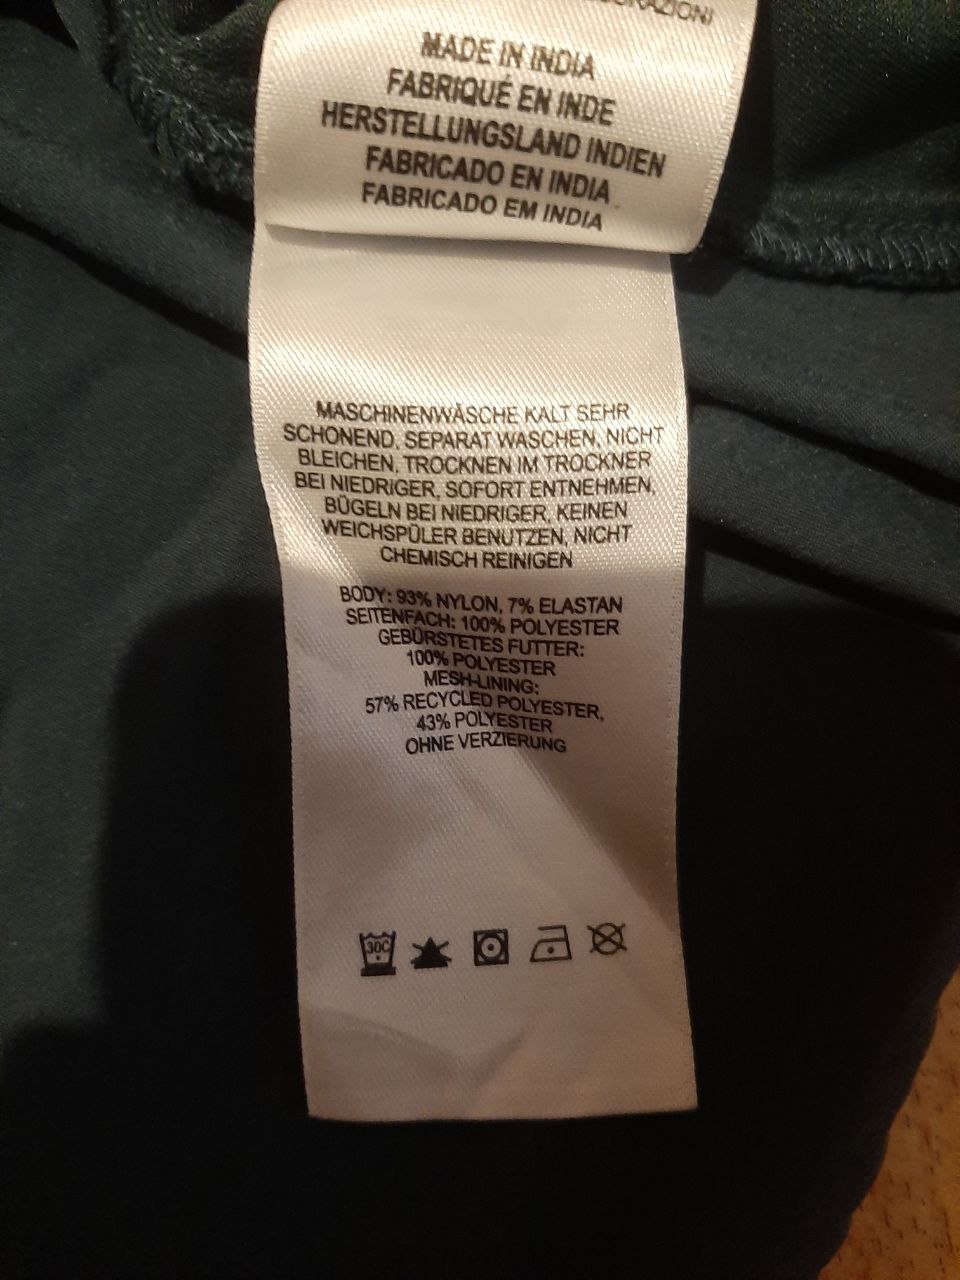 MADE IN INDIA
FABRIQUÉ EN INDE
HERSTELLUNGSLAND INDIEN
FABRICADO EN INDIA
FABRICADO EM INDIA
MASCHINENWÄSCHE KALT SEHR
SCHONEND, SEPARAT WASCHEN, NICHT
BLEICHEN, TROCKNEN IM TROCKNER
BEI NIEDRIGER, SOFORT ENTNEHMEN,
BÜGELN BEI NIEDRIGER, KEINEN
WEICHSPÜLER BENUTZEN, NICHT
CHEMISCH REINIGEN
BODY: 93% NYLON, 7% ELASTAN
SEITENFACH: 100% POLYESTER
GEBÜRSTETES FUTTER:
100% POLYESTER
MESH-LINING:
57% RECYCLED POLYESTER,
43% POLYESTER
OHNE VERZIERUNG
30C